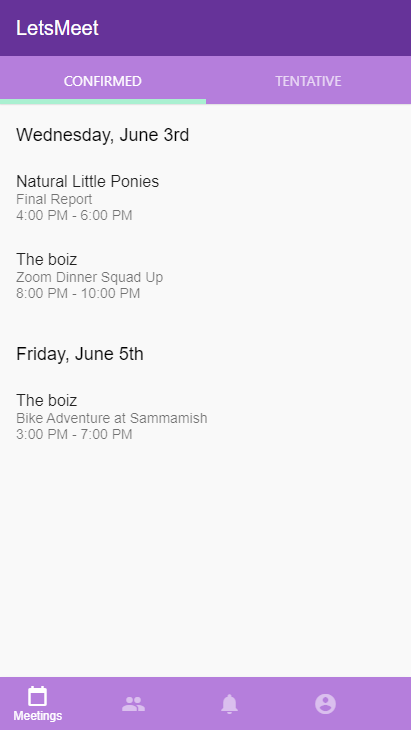 LetsMeet
CONFIRMED
TENTATIVE
Wednesday, June 3rd
Natural Little Ponies
Final Report
4:00 PM - 6:00 PM
The boiz
Zoom Dinner Squad Up
8:00 PM - 10:00 PM
Friday, June 5th
The boiz
Bike Adventure at Sammamish
3:00 PM - 7:00 PM
Meetings